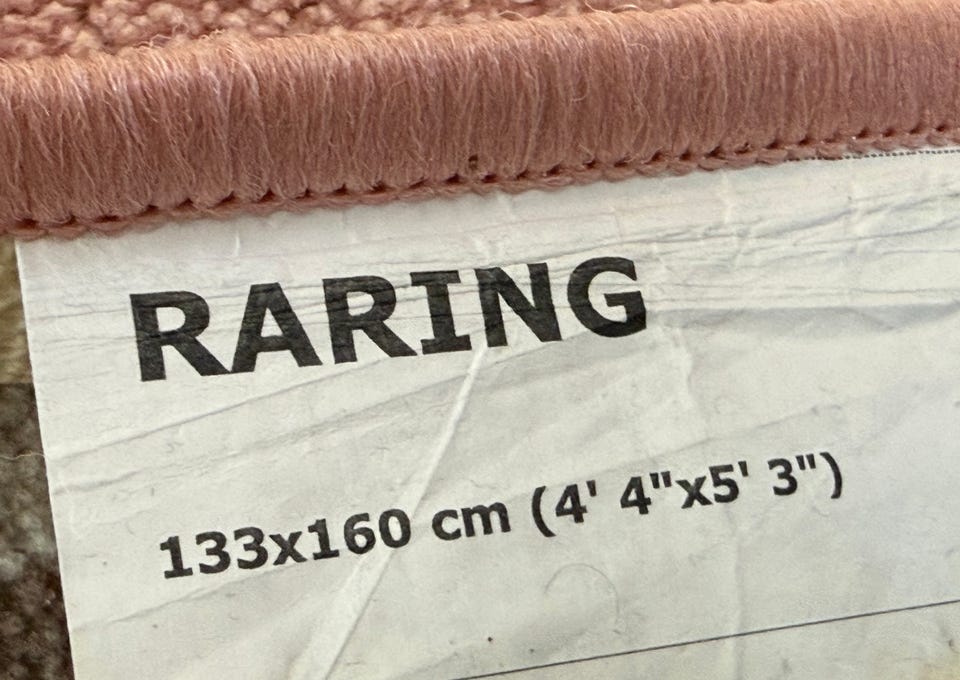 RARING
133x160 cm (4' 4"x5' 3")